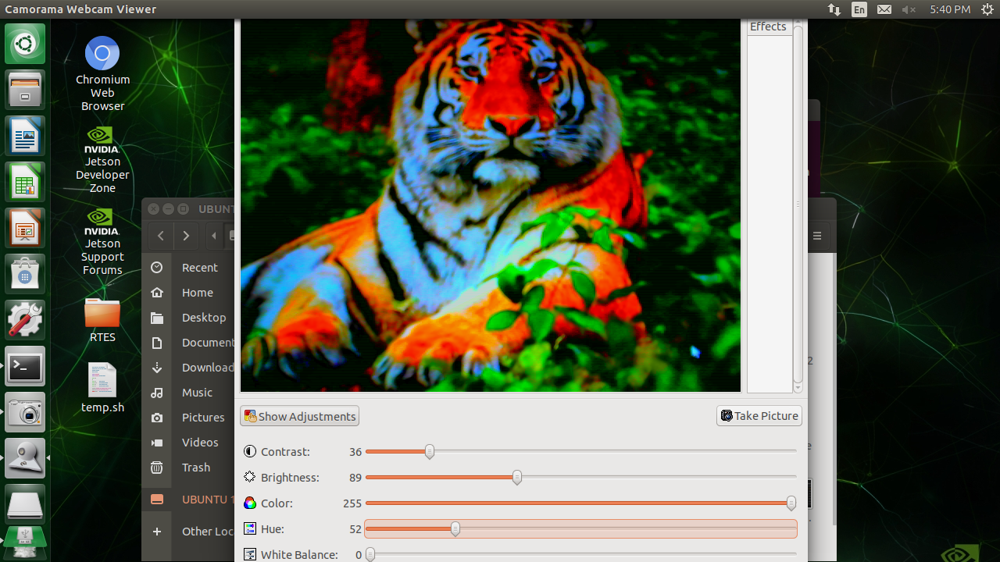 Camorama Webcam Viewer
En
5:40 PM
Effects
Chromium
Web
Browser
NVIDIA.
Jetson
Developer
Zone
NVIDIA.
Jetson
Support
Forums
RTES
temp.sh
UBUNT
Recent
Home
Desktop
Document
Download
Music
Pictures
Videos
Trash
UBUNTU 1
Other Loc
2
Show Adjustments
Take Picture
Contrast: 36
Brightness: 89
Color: 255
Hue: 52
White Balance: 0